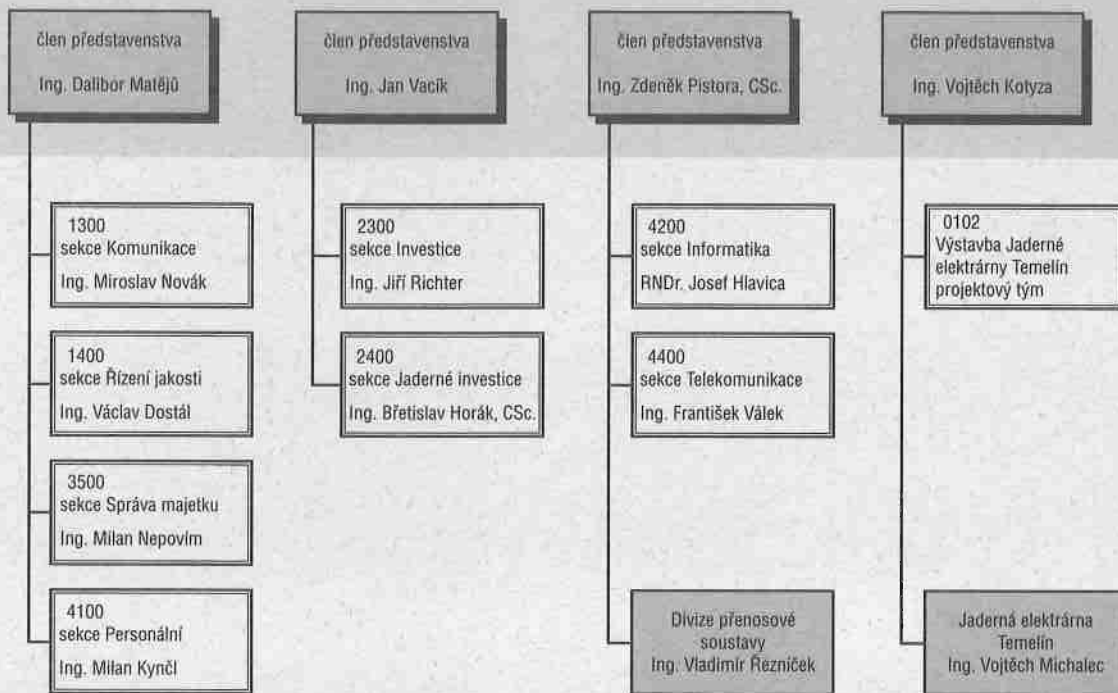 člen představenstva
Ing. Dalibor Matějů
1300
sekce Komunikace
Ing. Miroslav Novák
1400
sekce Řízení jakosti
Ing. Václav Dostál
3500
sekce Správa majetku
Ing. Milan Nepovím
4100
sekce Personální
Ing. Milan Kynčl
člen představenstva
Ing. Jan Vacík
2300
sekce Investice
Ing. Jiří Richter
2400
sekce Jaderné investice
Ing. Břetislav Horák, CSc.
člen představenstva
Ing. Zdeněk Pistora, CSc.
4200
sekce Informatika
RNDr. Josef Hlavica
4400
sekce Telekomunikace
Ing. František Válek
Divize přenosové
soustavy
Ing. Vladimír Řezníček
člen představenstva
Ing. Vojtěch Kotyza
0102
Výstavba Jaderné
elektrárny Temelín
projektový tým
Jaderná elektrárna
Temelín
Ing. Vojtěch Michalec